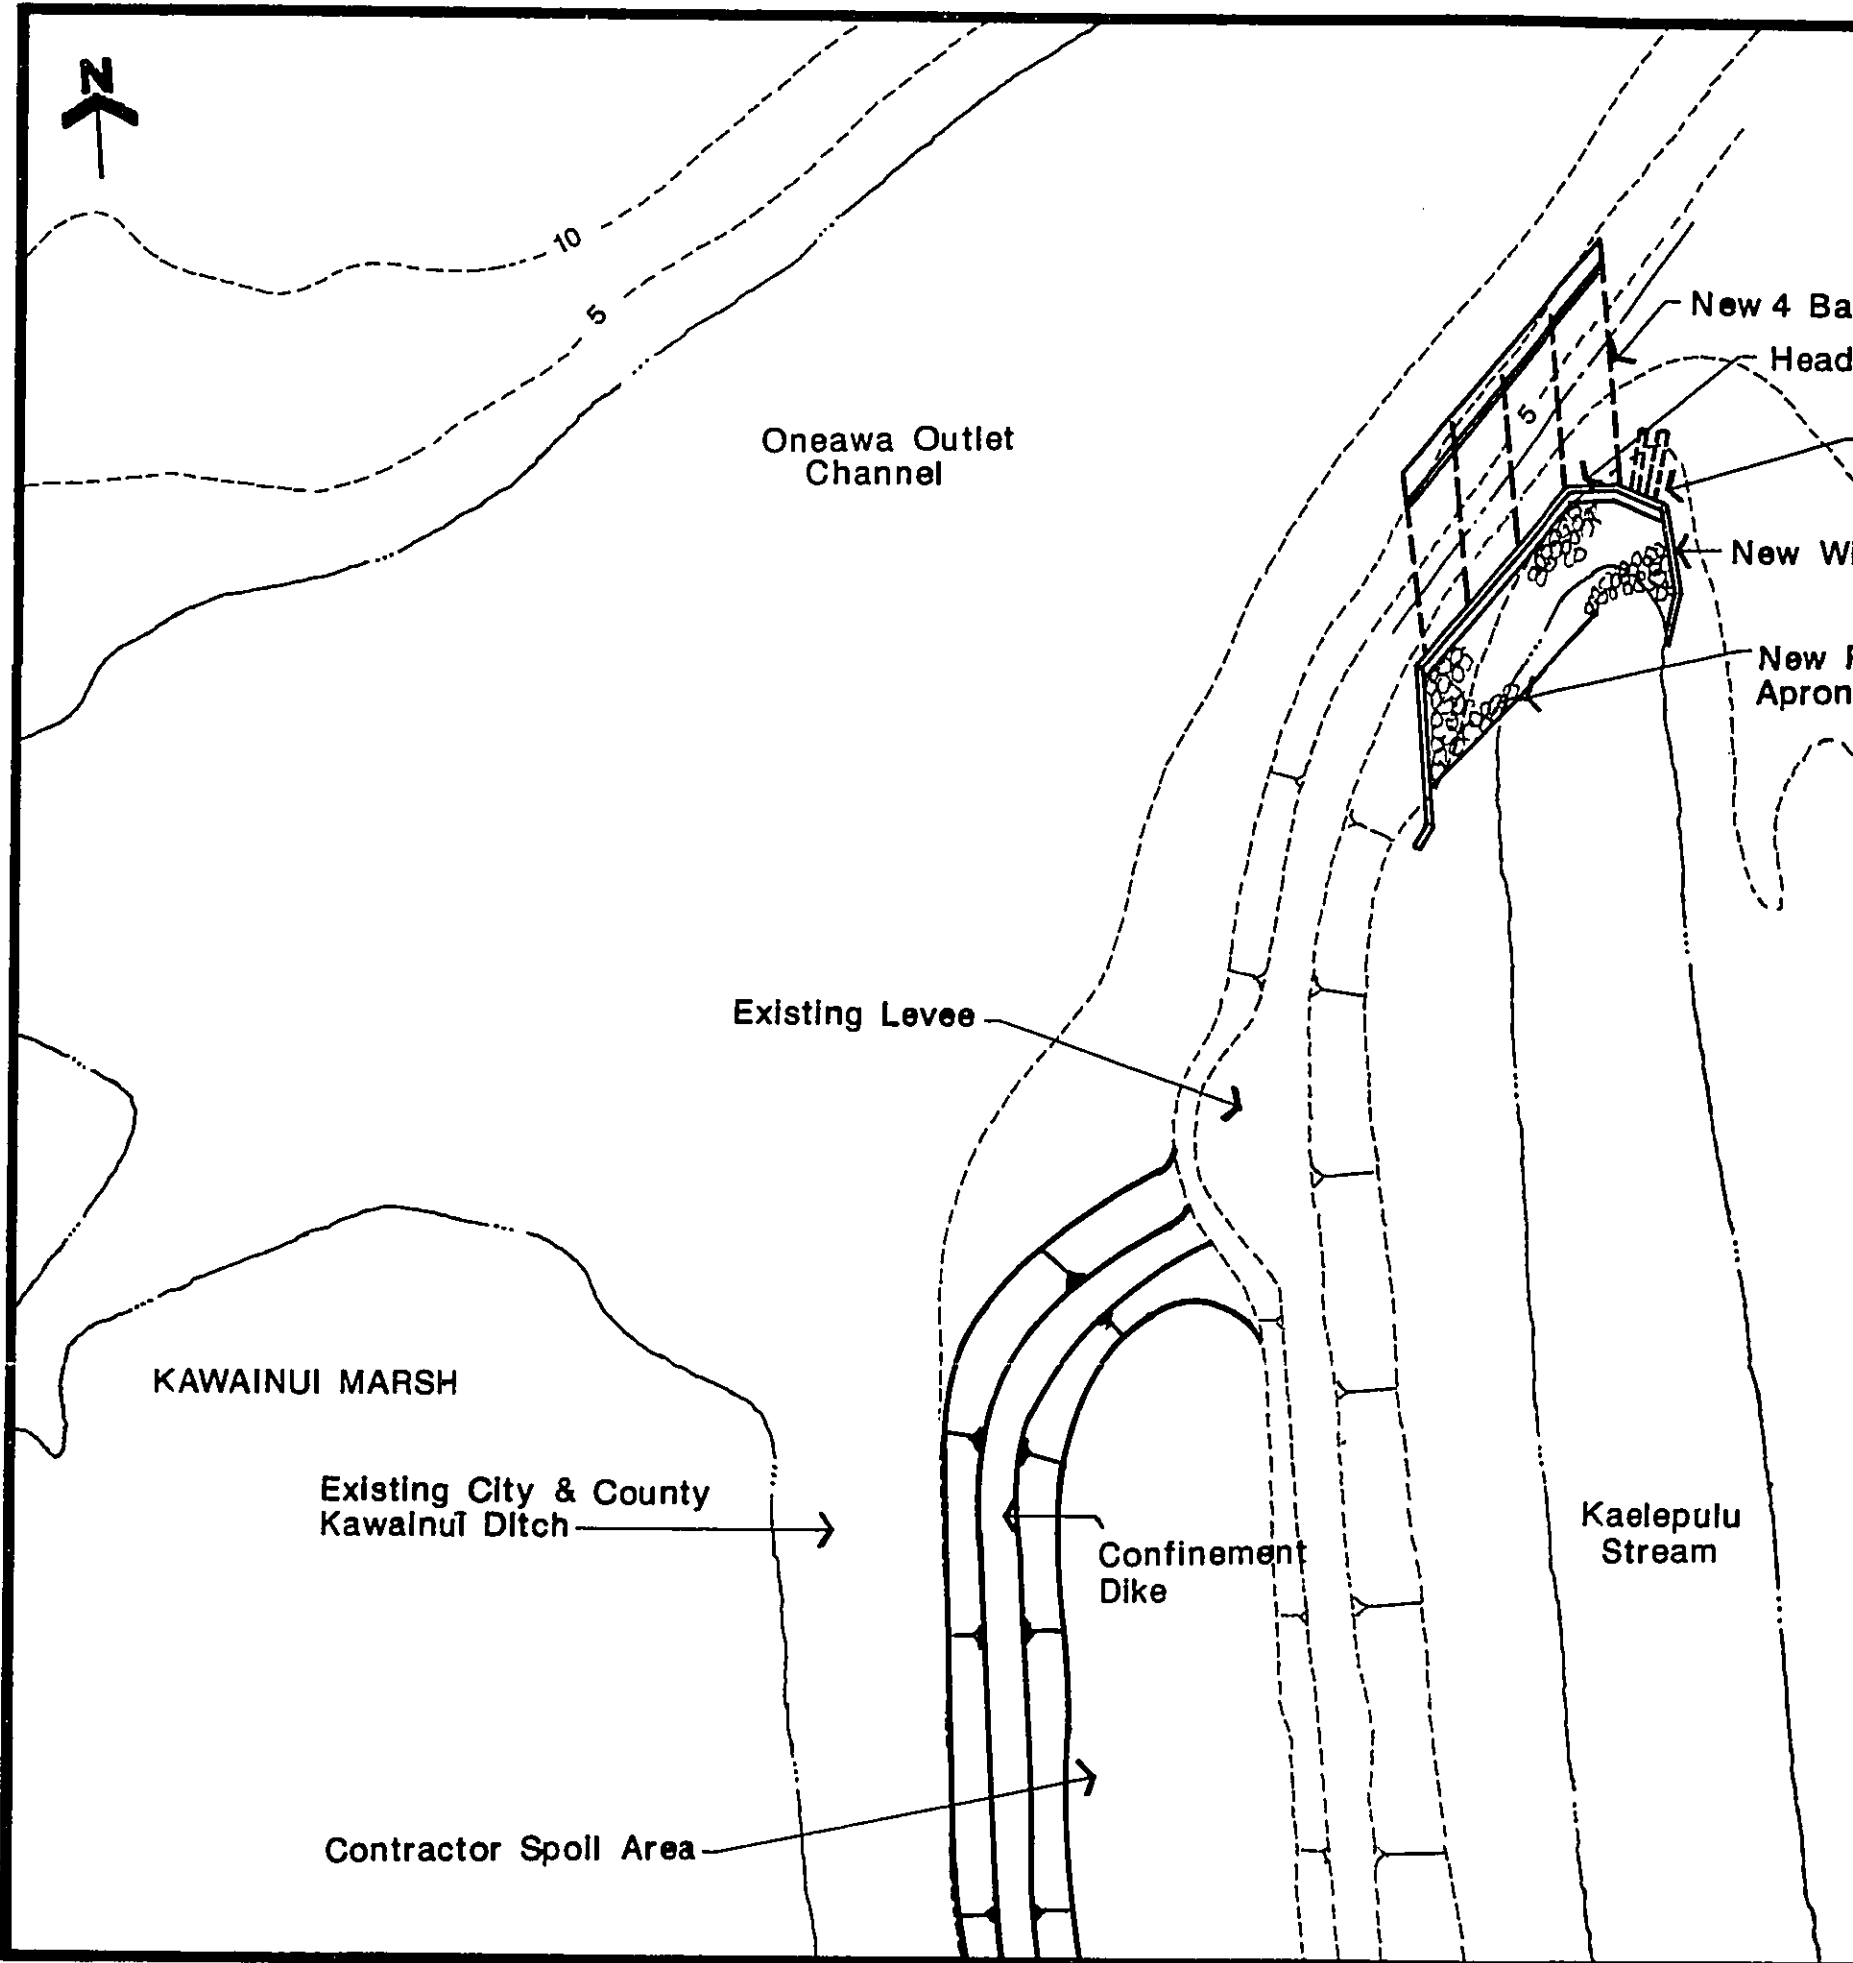 N
10
5
New 4 Ba
Head
5
Oneawa Outlet
Channel
New Wi
New
Apron
Existing Levee
KAWAINUI MARSH
Existing City & County
Kawainui Ditch
Confinement
Dike
Kaelepulu
Stream
Contractor Spoil Area